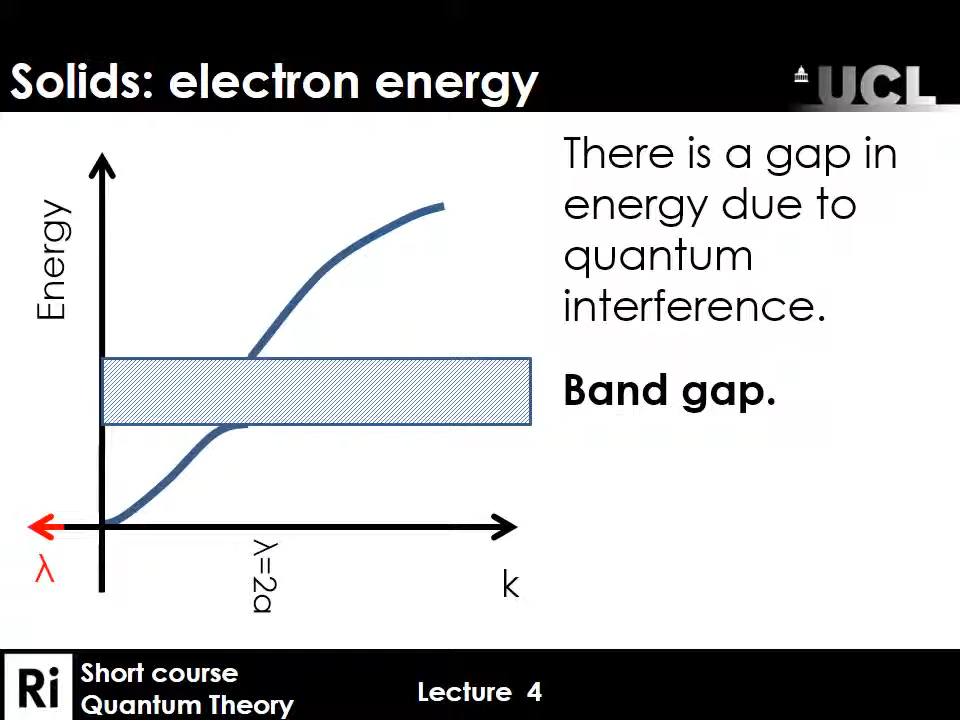 Solids: electron energy
UCL
There is a gap in
energy due to
quantum
interference.
Band gap.
Energy
λ
λ=2a
k
Ri
Short course
Quantum Theory
Lecture 4